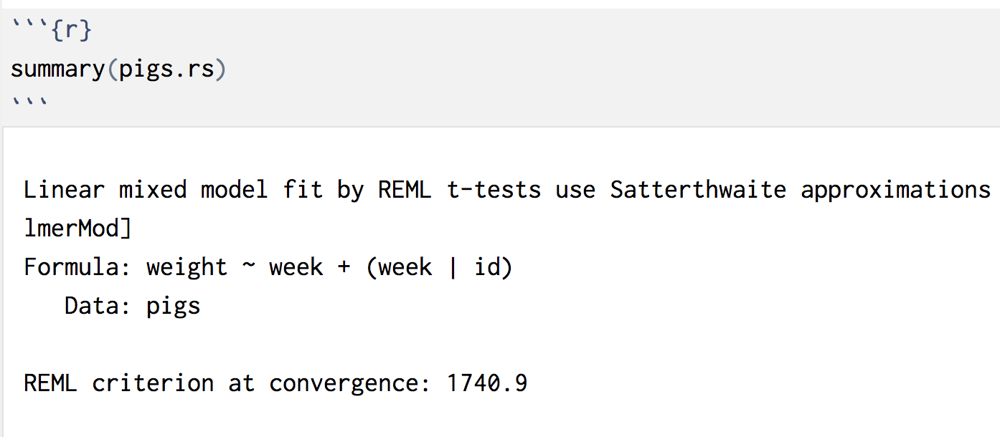 ```{r}
summary(pigs.rs)
```
Linear mixed model fit by REML t-tests use Satterthwaite approximations
lmerMod]
Formula: weight ~ week + (week | id)
   Data: pigs
REML criterion at convergence: 1740.9